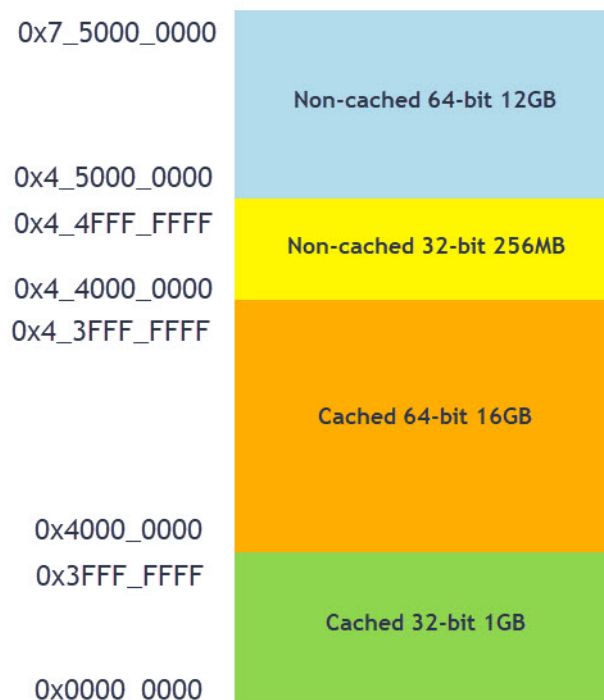 0x7_5000_0000
Non-cached 64-bit 12GB
0x4_5000_0000
0x4_4FFF_FFFF
Non-cached 32-bit 256MB
0x4_4000_0000
0x4_3FFF_FFFF
Cached 64-bit 16GB
0x4000_0000
0x3FFF_FFFF
Cached 32-bit 1GB
0x0000_0000